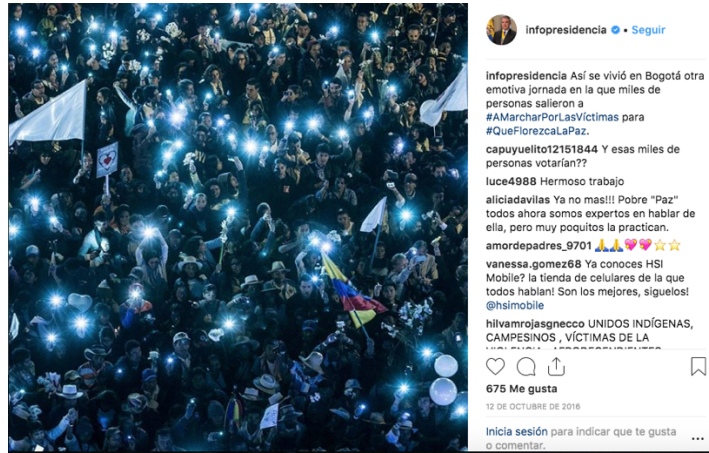 infopresidencia • Seguir
infopresidencia Así se vivió en Bogotá otra
emotiva jornada en la que miles de
personas salieron a
#AMarcharPorLasVíctimas para
#QueFlorezcaLaPaz.
capuyuelito12151844 Y esas miles de
personas votarían??
luce4988 Hermoso trabajo
aliciadavilas Ya no mas!!! Pobre "Paz"
todos ahora somos expertos en hablar de
ella, pero muy poquitos la practican.
amordepadres_9701 🙏🙏💖💖⭐⭐
vanessa.gomez68 Ya conoces HSI
Mobile? la tienda de celulares de la que
todos hablan! Son los mejores, siguelos!
@hsimobile
hilvamrojasgnecco UNIDOS INDÍGENAS,
CAMPESINOS , VÍCTIMAS DE LA
675 Me gusta
12 DE OCTUBRE DE 2016
Inicia sesión para indicar que te gusta
o comentar.